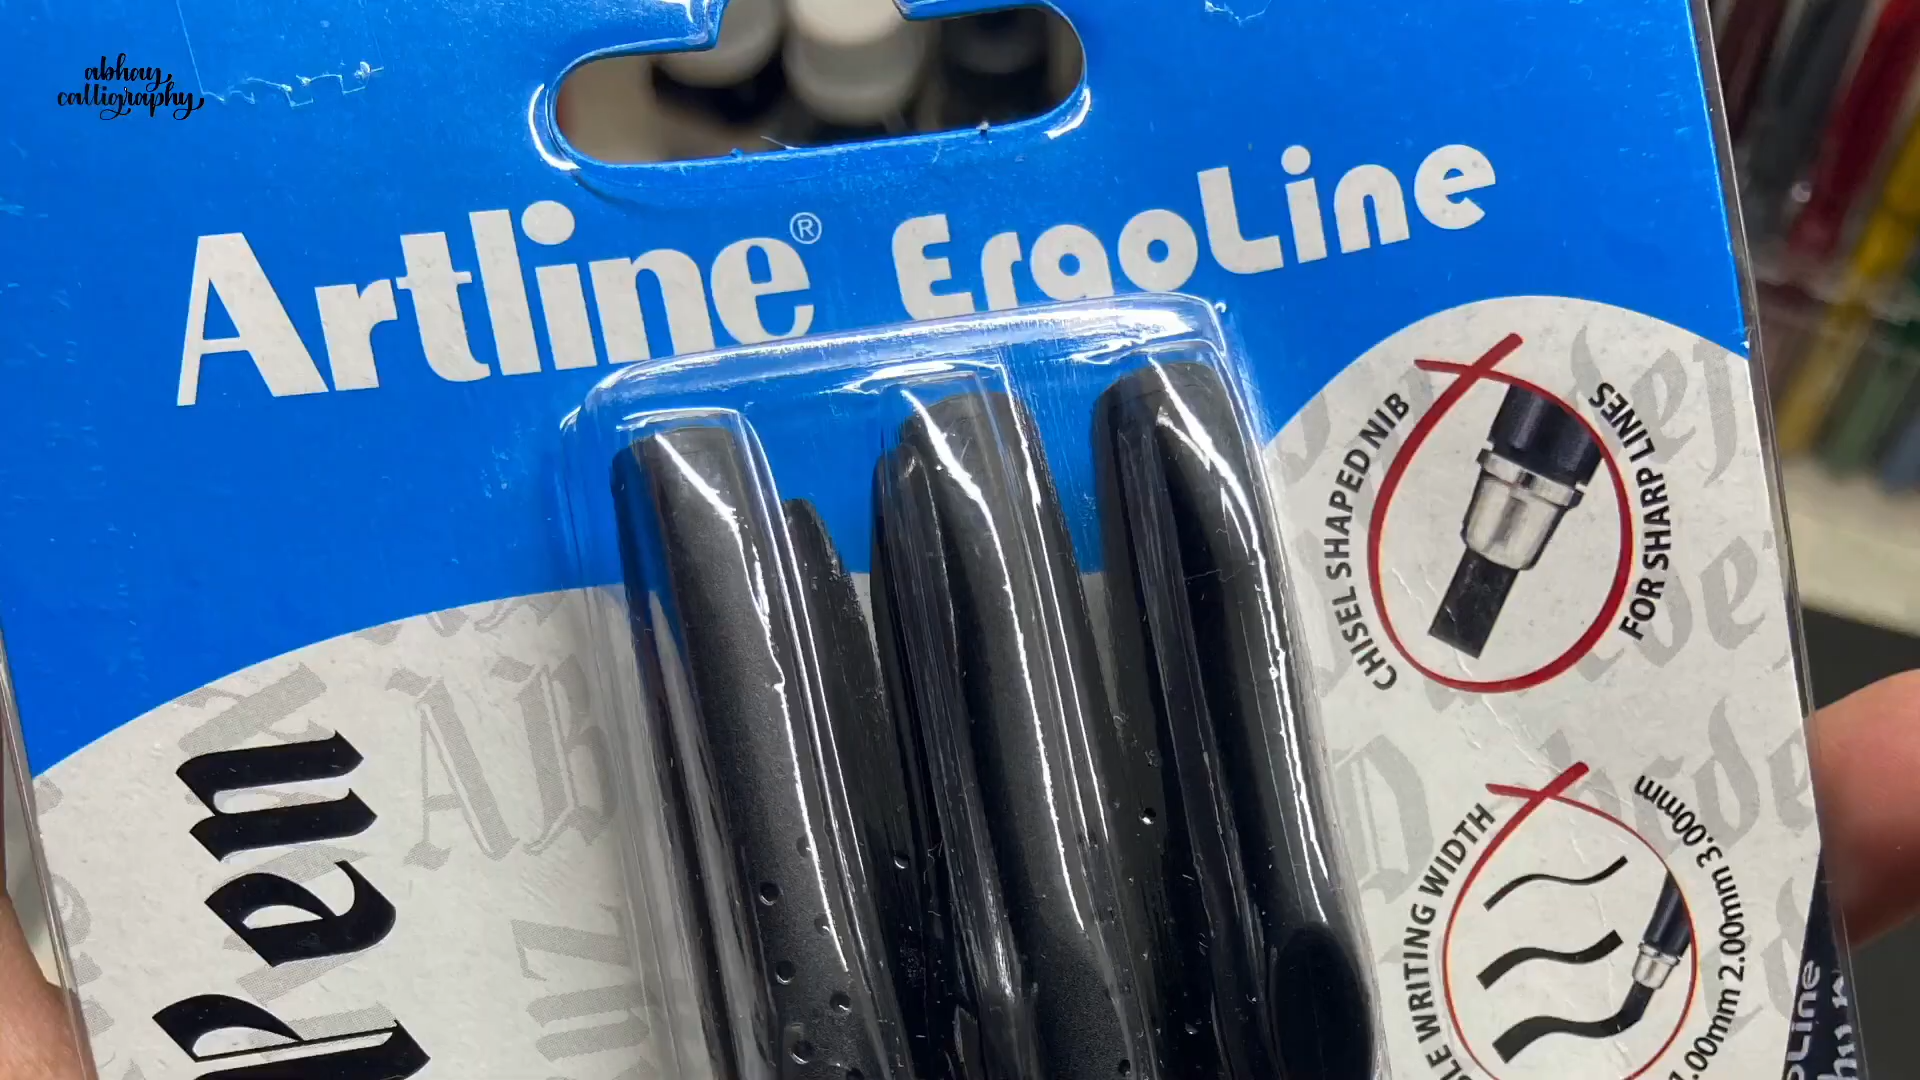 abhay
calligraphy
Artline® ErgoLine
CHISEL SHAPED NIB
FOR SHARP LINES
WRITING WIDTH
1.00mm 2.00mm 3.00mm
pen